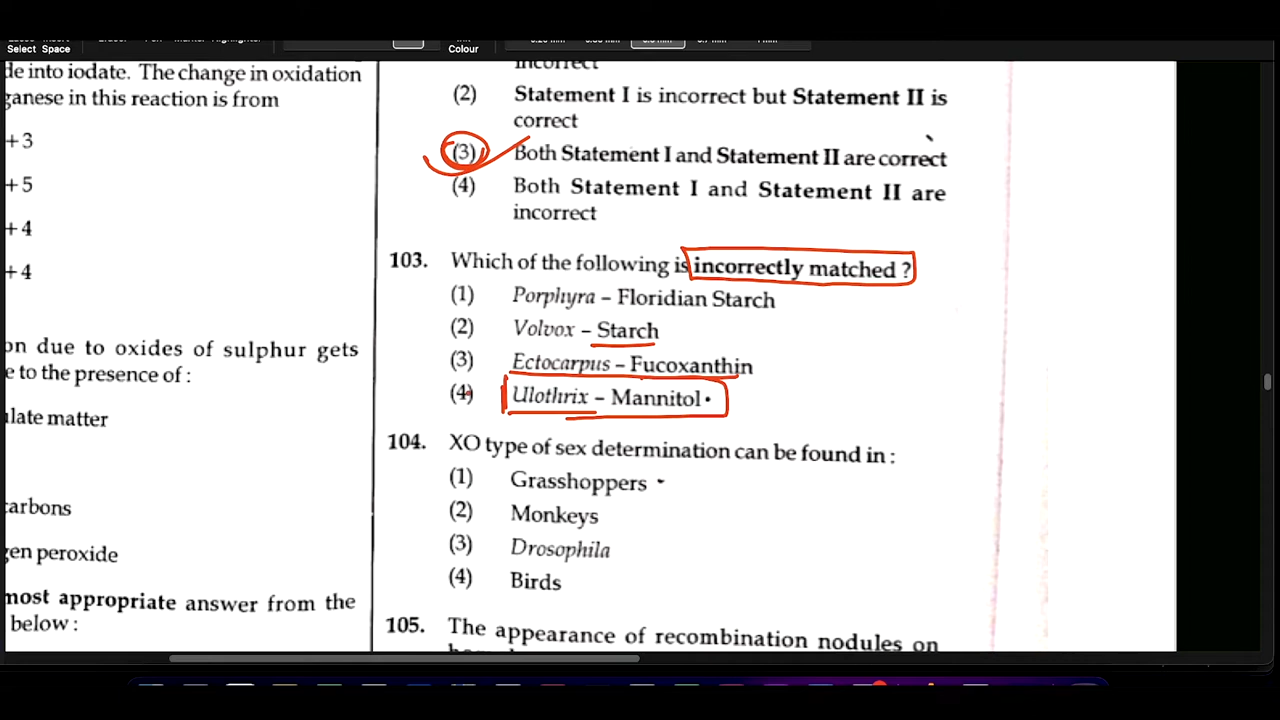 Select Space
Colour
de into iodate. The change in oxidation
ganese in this reaction is from
+3
+5
+4
+4
on due to oxides of sulphur gets
e to the presence of :
late matter
carbons
gen peroxide
most appropriate answer from the
below :
incorrect
(2) Statement I is incorrect but Statement II is
correct
(3) Both Statement I and Statement II are correct
(4) Both Statement I and Statement II are
incorrect
103. Which of the following is incorrectly matched ?
(1) Porphyra – Floridian Starch
(2) Volvox – Starch
(3) Ectocarpus – Fucoxanthin
(4) Ulothrix – Mannitol
104. XO type of sex determination can be found in :
(1) Grasshoppers
(2) Monkeys
(3) Drosophila
(4) Birds
105. The appearance of recombination nodules on